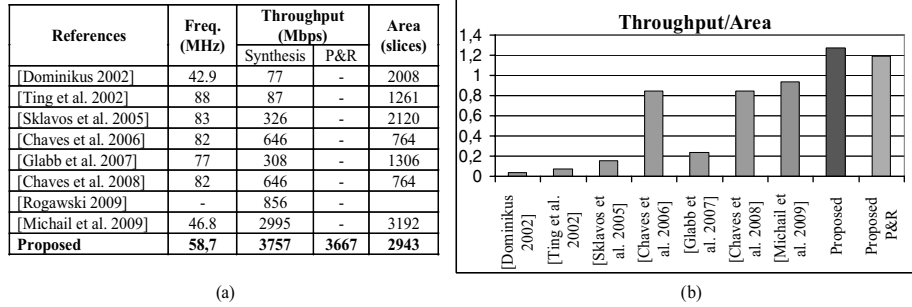 References Freq. (MHz) Throughput (Mbps) Area (slices)
Synthesis P&R
[Dominikus 2002] 42.9 77 - 2008
[Ting et al. 2002] 88 87 - 1261
[Sklavos et al. 2005] 83 326 - 2120
[Chaves et al. 2006] 82 646 - 764
[Glabb et al. 2007] 77 308 - 1306
[Chaves et al. 2008] 82 646 - 764
[Rogawski 2009] - 856 -
[Michail et al. 2009] 46.8 2995 - 3192
Proposed 58,7 3757 3667 2943
(a)
Throughput/Area
1,4
1,2
1
0,8
0,6
0,4
0,2
0
[Dominikus
2002]
[Ting et al.
2002]
[Sklavos et
al. 2005]
[Chaves et
al. 2006]
[Glabb et
al. 2007]
[Chaves et
al. 2008]
[Michail et
al. 2009]
Proposed
Proposed
P&R
(b)